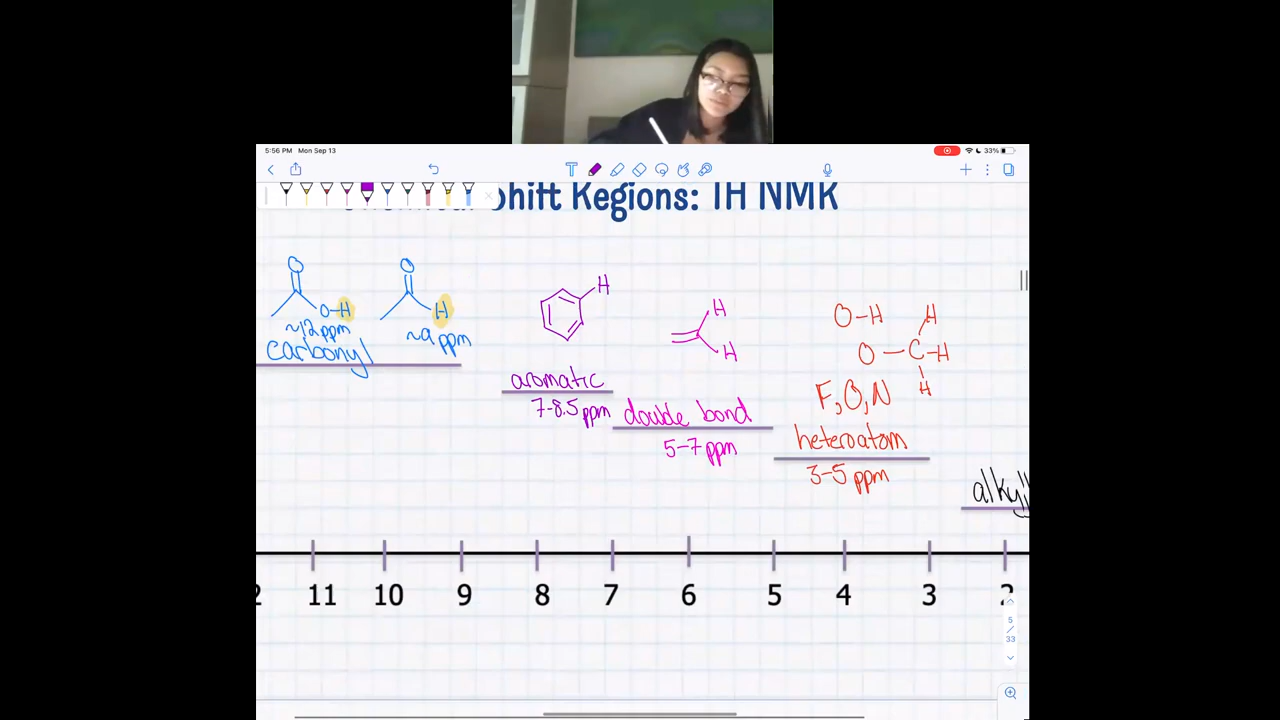 5:56 PM Mon Sep 13
33%
Shift Regions: 1H NMR
O O
O-H H
~12 ppm ~9 ppm
carbonyl
H
aromatic
7-8.5 ppm
H
H
double bond
5-7 ppm
O-H H
O-C-H
H
F, O, N
heteroatom
3-5 ppm
alkyl
11 10 9 8 7 6 5 4 3 2
5
/
33